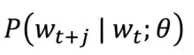 P(w_{t+j} | w_t; θ)